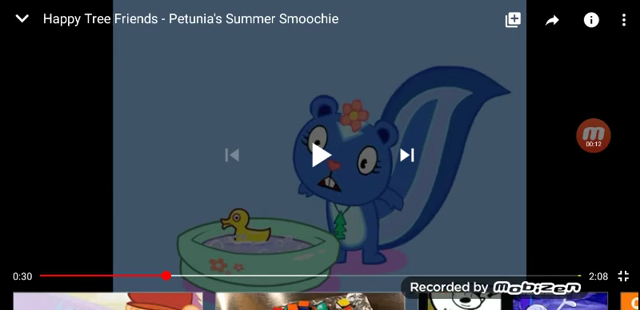 Happy Tree Friends - Petunia's Summer Smoochie
00:12
0:30
2:08
Recorded by Mobizen